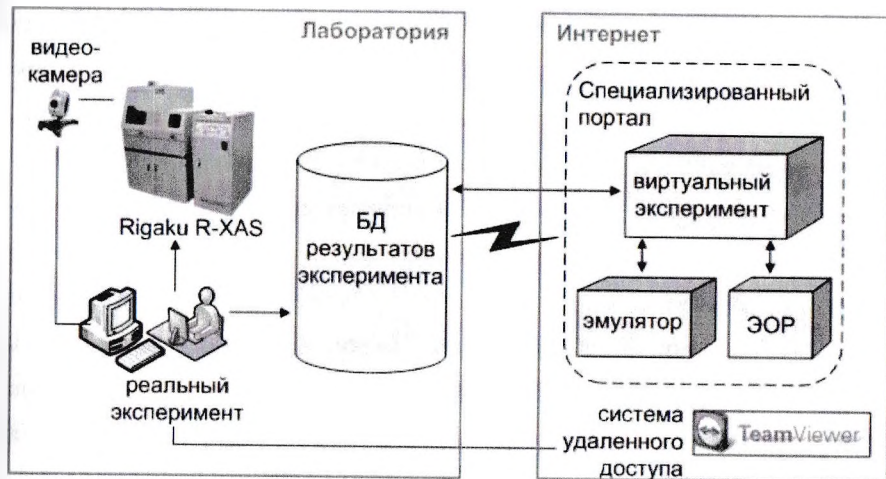 Лаборатория
видео-
камера
Rigaku R-XAS
БД
результатов
эксперимента
реальный
эксперимент
Интернет
Специализированный
портал
виртуальный
эксперимент
эмулятор
ЭОР
система
удаленного
доступа
TeamViewer